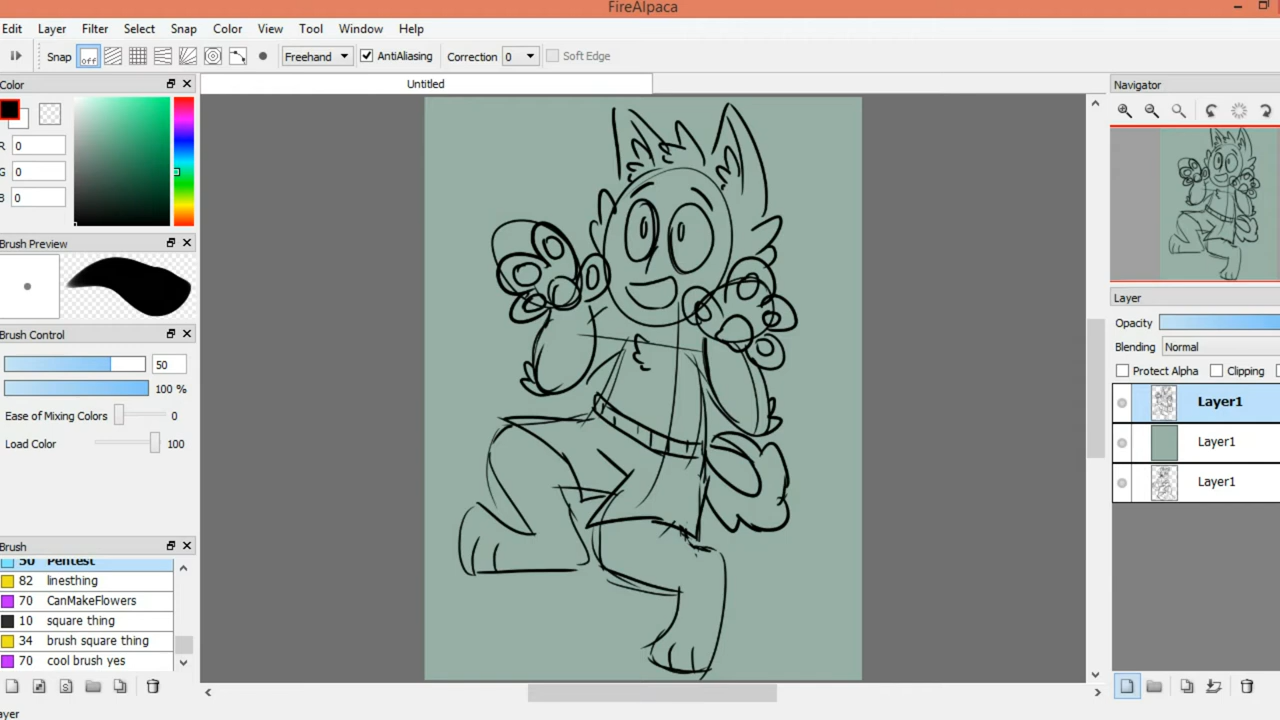 FireAlpaca
Edit Layer Filter Select Snap Color View Tool Window Help
Snap off Freehand AntiAliasing Correction 0 Soft Edge
Color
Untitled
Navigator
R 0
G 0
B 0
Brush Preview
Brush Control
50
100 %
Ease of Mixing Colors 0
Load Color 100
Brush
50 Pentest
82 linesthing
70 CanMakeFlowers
10 square thing
34 brush square thing
70 cool brush yes
ayer
Layer
Opacity
Blending Normal
Protect Alpha Clipping
Layer1
Layer1
Layer1